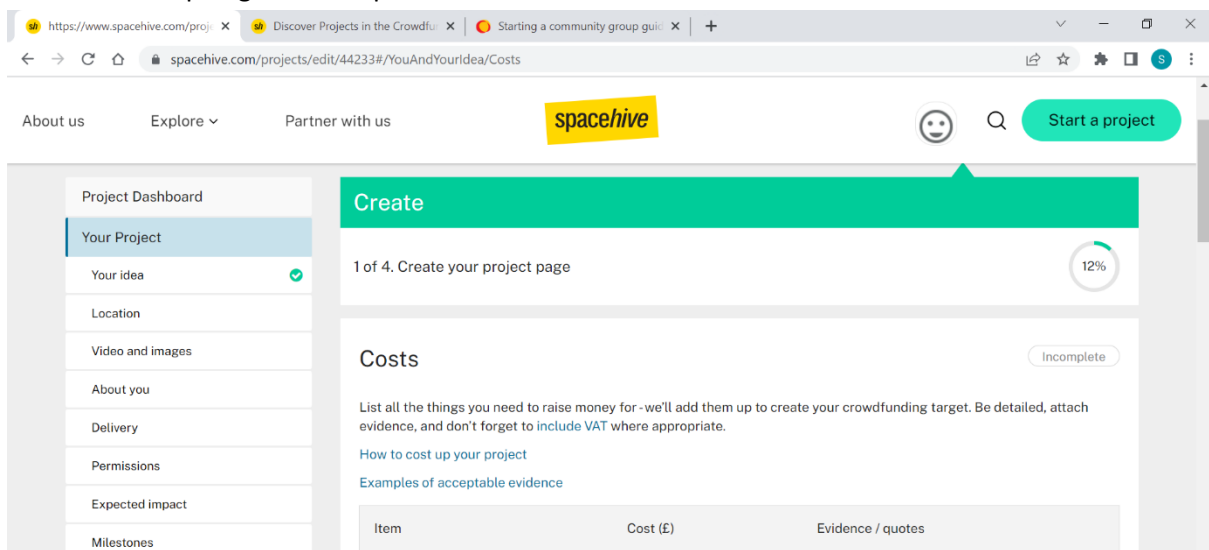 https://www.spacehive.com/proje
Discover Projects in the Crowdfu
Starting a community group guid
spacehive.com/projects/edit/44233#/YouAndYourIdea/Costs
S
About us
Explore
Partner with us
spacehive
Start a project
Project Dashboard
Your Project
Your idea
Location
Video and images
About you
Delivery
Permissions
Expected impact
Milestones
Create
1 of 4. Create your project page
12%
Costs
Incomplete
List all the things you need to raise money for - we'll add them up to create your crowdfunding target. Be detailed, attach
evidence, and don't forget to include VAT where appropriate.
How to cost up your project
Examples of acceptable evidence
Item Cost (£) Evidence / quotes